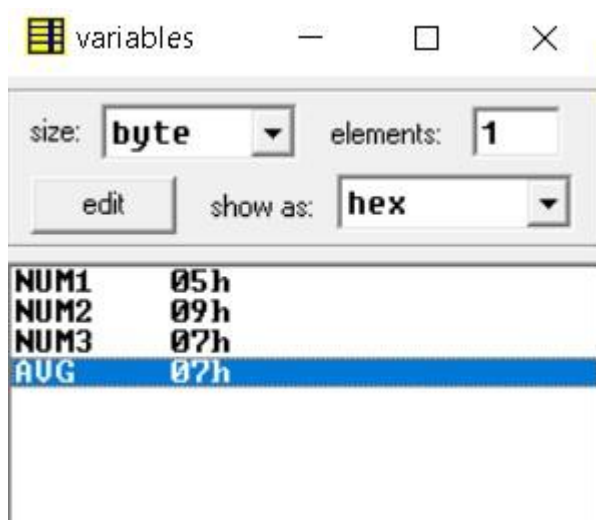 variables
size: byte elements: 1
edit show as: hex
NUM1 05h
NUM2 09h
NUM3 07h
AVG 07h